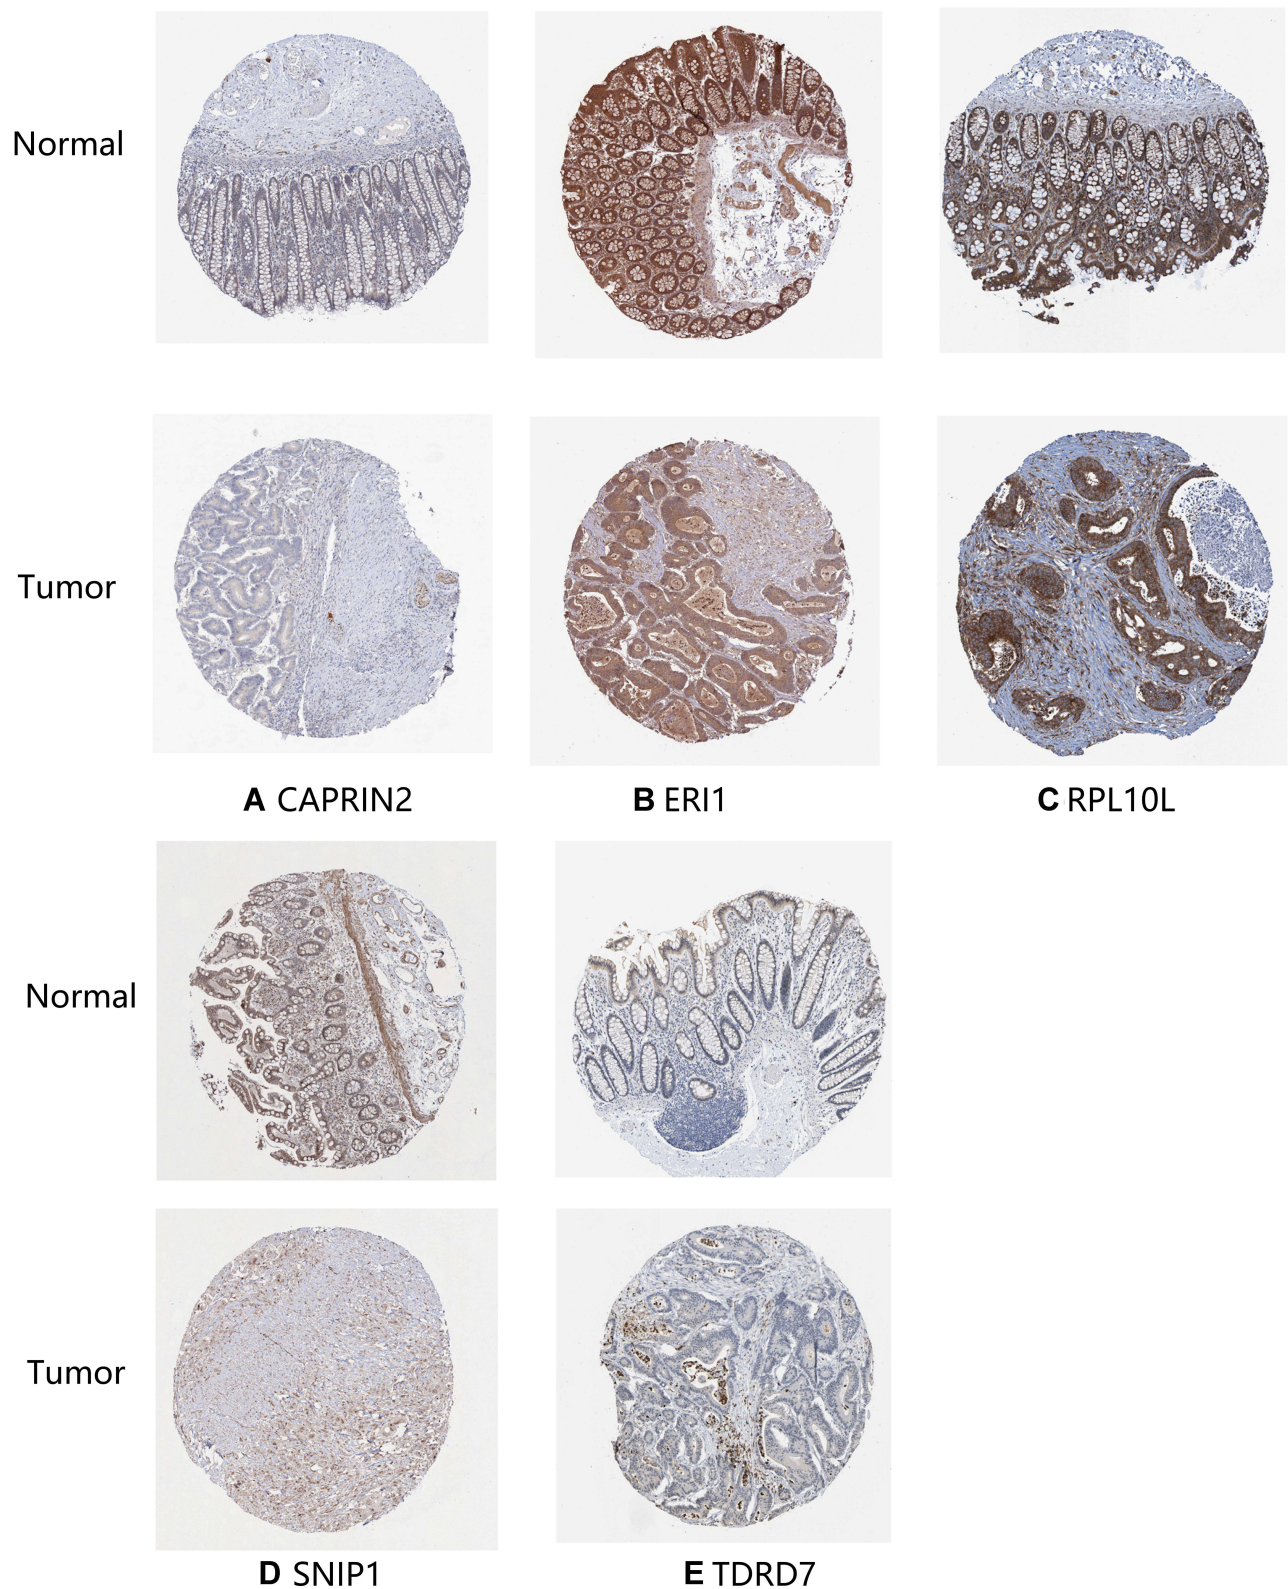 Normal
Tumor
A CAPRIN2
B ERI1
C RPL10L
Normal
Tumor
D SNIP1
E TDRD7